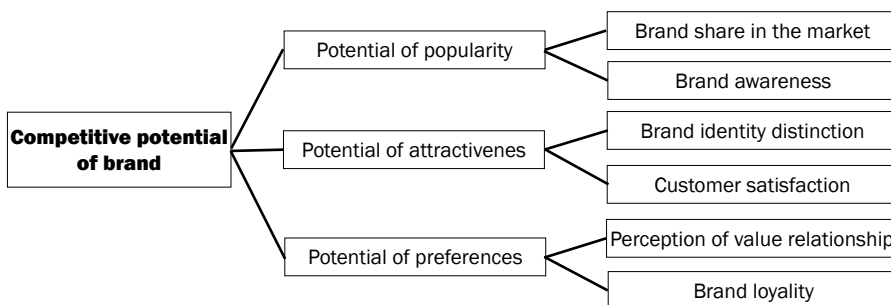 Brand share in the market
Potential of popularity
Brand awareness
Competitive potential
of brand
Brand identity distinction
Potential of attractivenes
Customer satisfaction
Perception of value relationship
Potential of preferences
Brand loyality